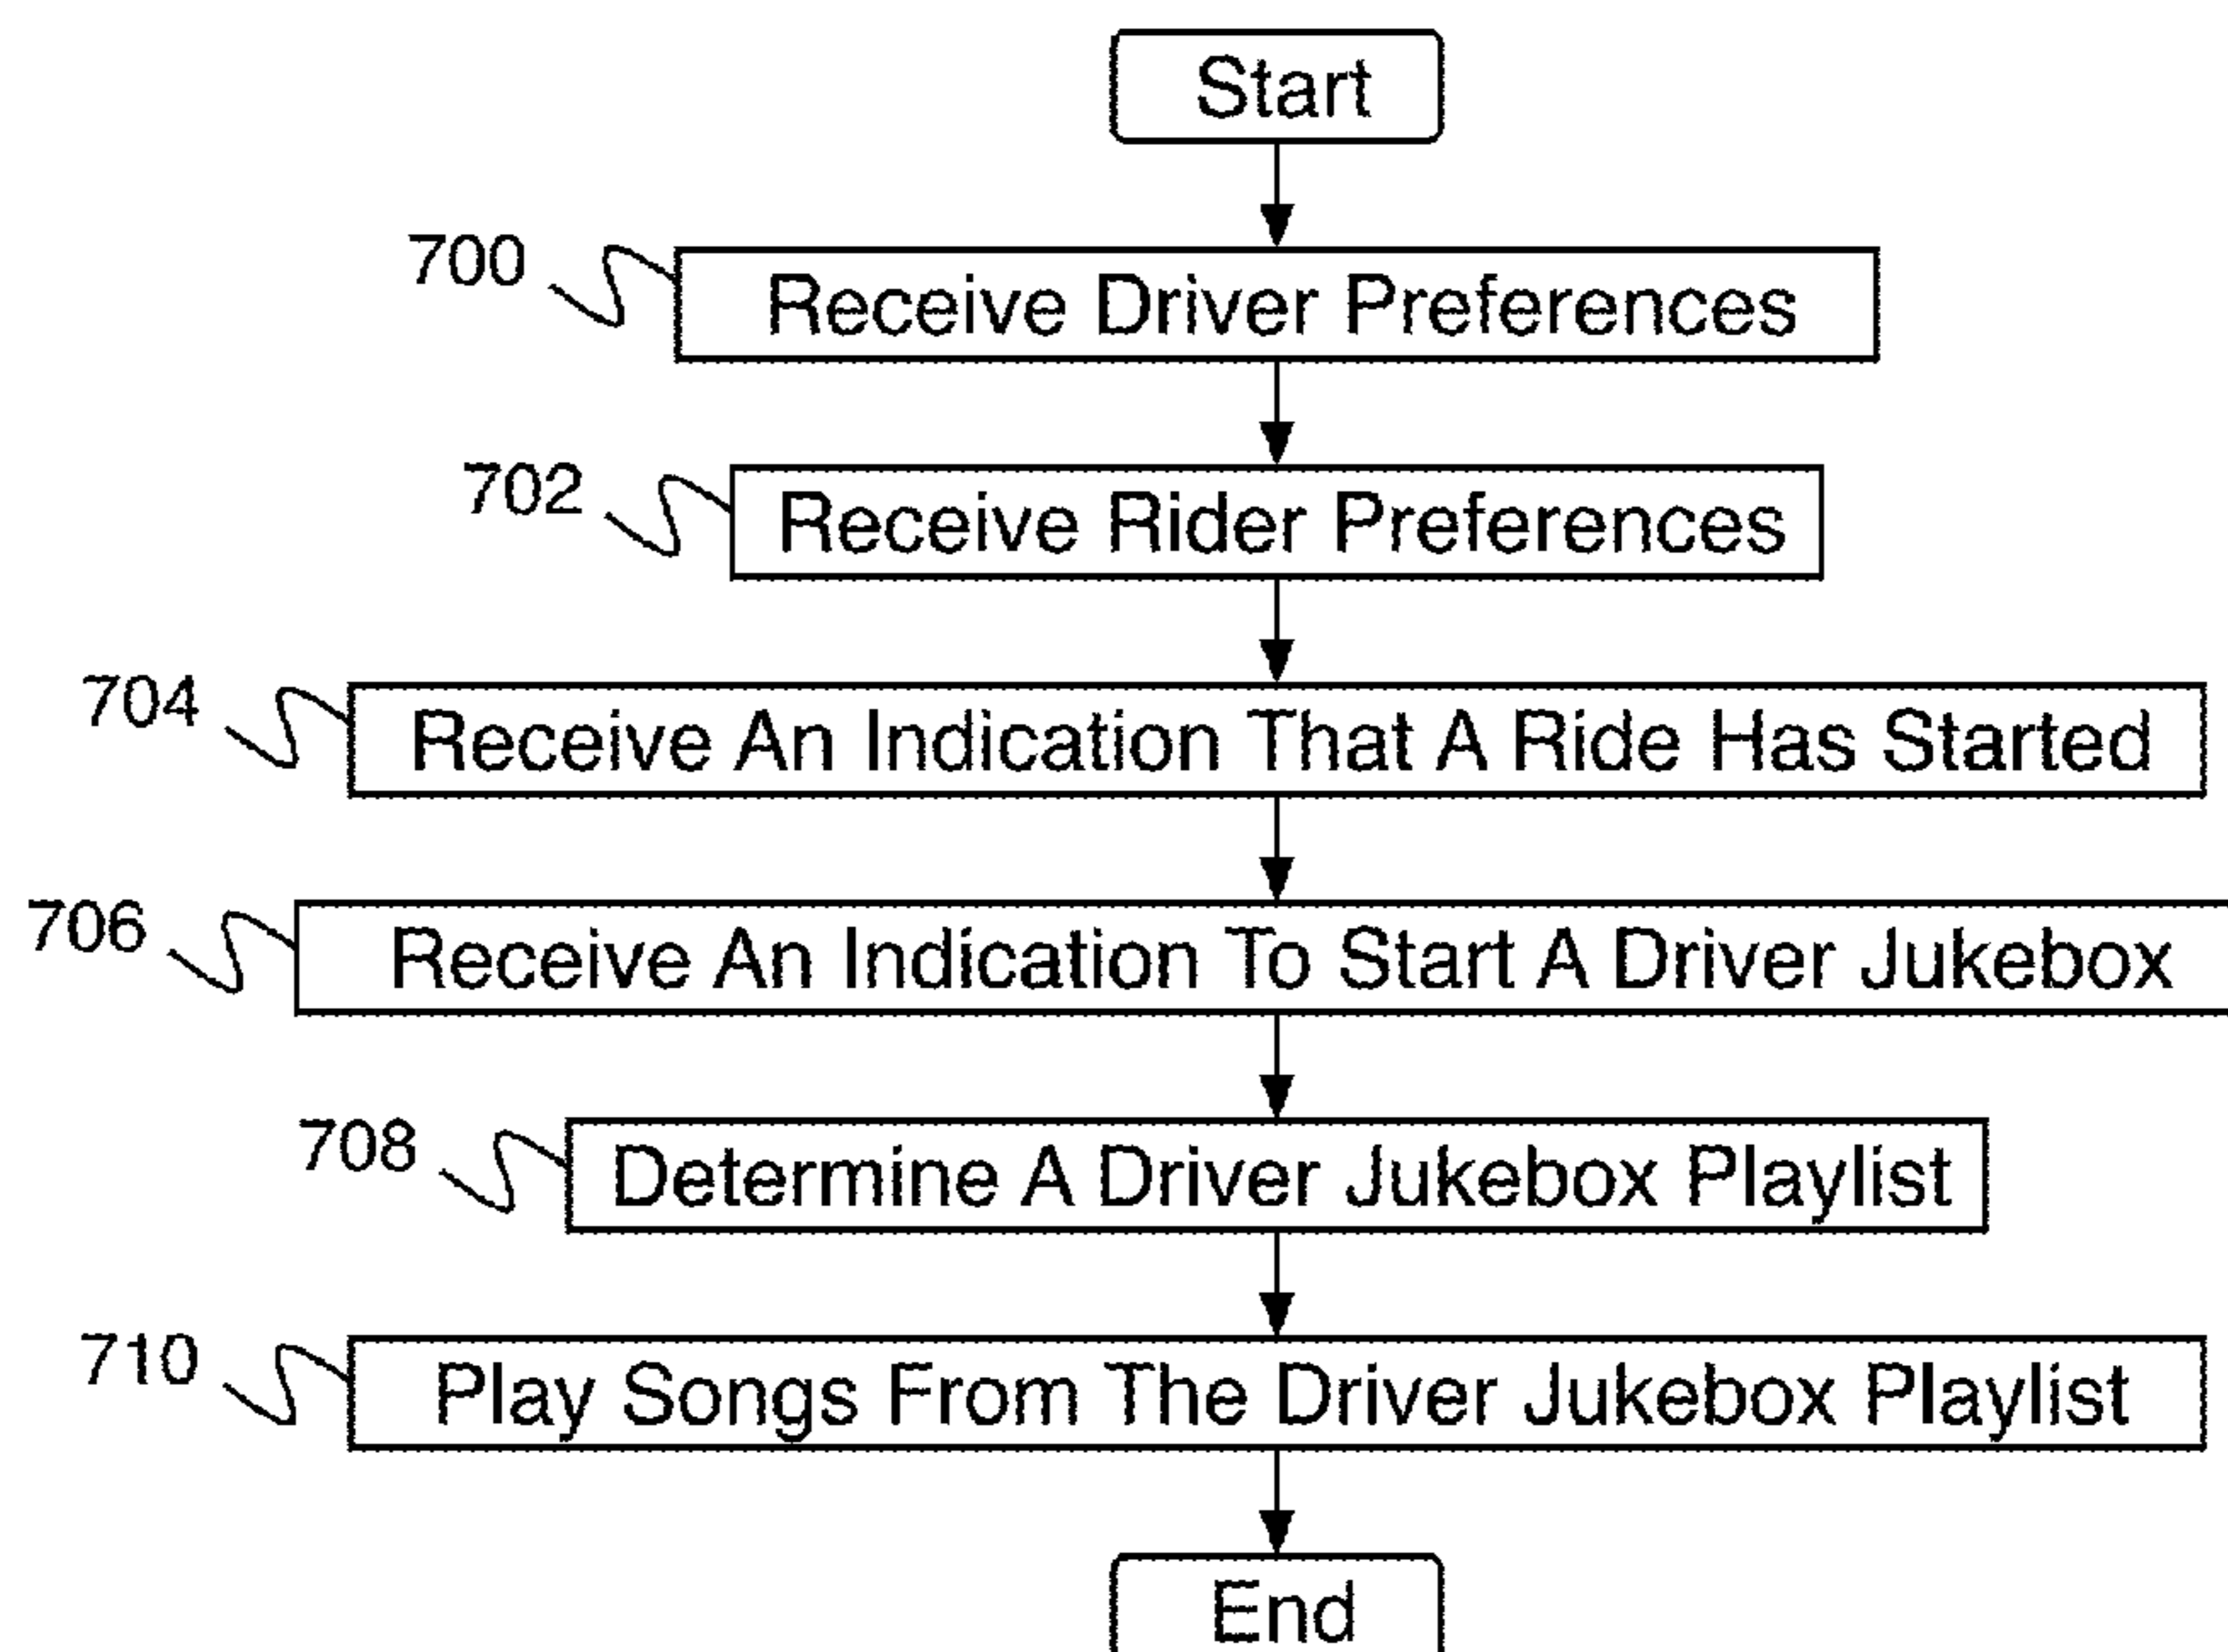 Start
700
Receive Driver Preferences
702
Receive Rider Preferences
704
Receive An Indication That A Ride Has Started
706
Receive An Indication To Start A Driver Jukebox
708
Determine A Driver Jukebox Playlist
710
Play Songs From The Driver Jukebox Playlist
End